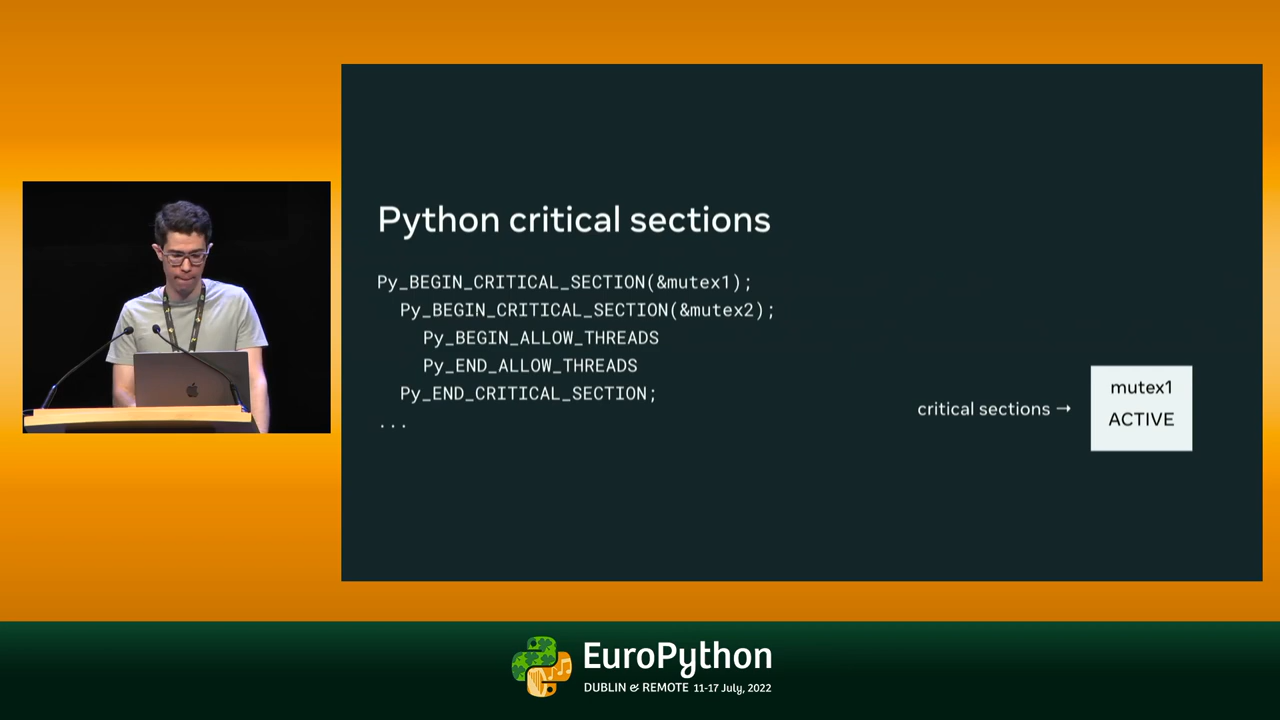 Python critical sections
Py_BEGIN_CRITICAL_SECTION(&mutex1);
Py_BEGIN_CRITICAL_SECTION(&mutex2);
Py_BEGIN_ALLOW_THREADS
Py_END_ALLOW_THREADS
Py_END_CRITICAL_SECTION;
...
critical sections →
mutex1
ACTIVE
EuroPython
DUBLIN & REMOTE 11-17 July, 2022